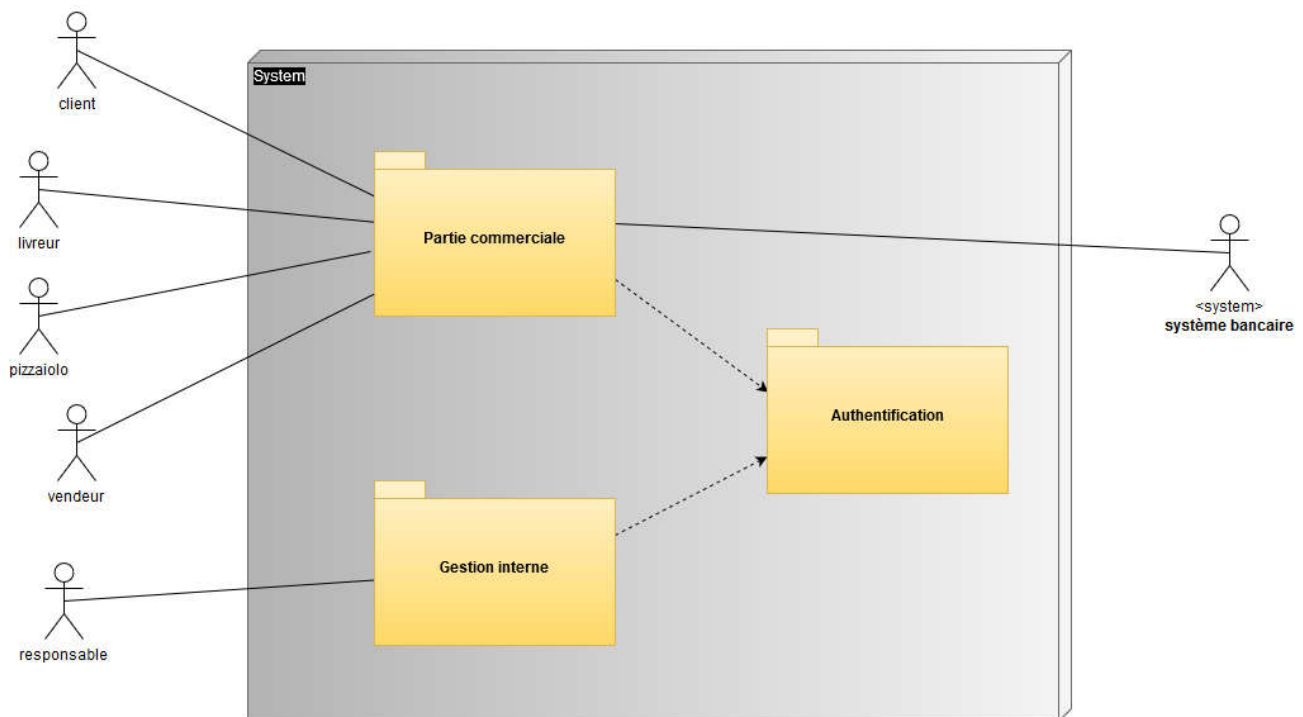 client
System
livreur
Partie commerciale
<system>
système bancaire
pizzaiolo
Authentification
vendeur
Gestion interne
responsable